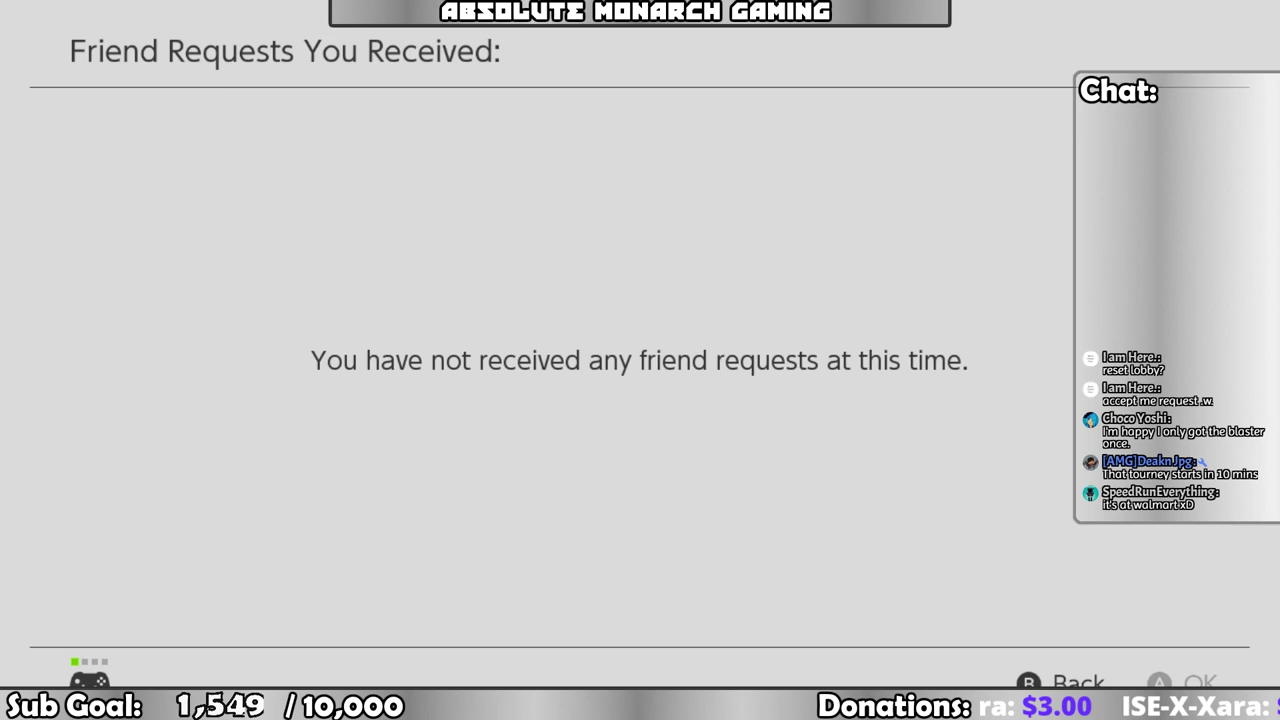 ABSOLUTE MONARCH GAMING
Friend Requests You Received:
Chat:
You have not received any friend requests at this time.
I am Here.:
reset lobby?
I am Here.:
accept me request .w.
Choco Yoshi:
I'm happy I only got the blaster
once.
[AMG]DeaknJpg:
That tourney starts in 10 mins
SpeedRunEverything:
it's at walmart xD
B Back A OK
Sub Goal: 1,549 / 10,000
Donations: ra: $3.00 ISE-X-Xara: